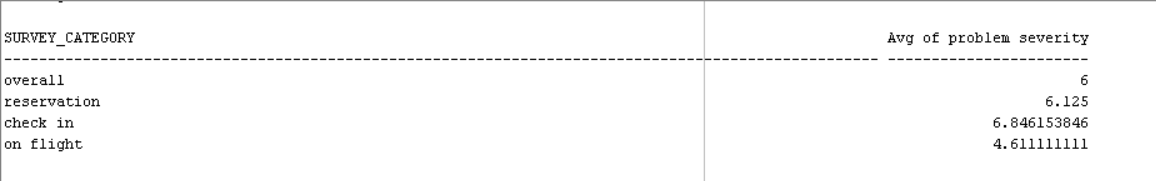 SURVEY_CATEGORY Avg of problem severity
-------------------------------------------------------------------------------------------- ---------------------
overall 6
reservation 6.125
check in 6.846153846
on flight 4.611111111